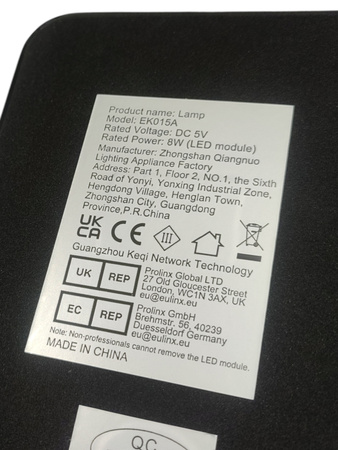 Product name: Lamp
Model: EK015A
Rated Voltage: DC 5V
Rated Power: 8W (LED module)
Manufacturer: Zhongshan Qiangnuo
Lighting Appliance Factory
Address: Part 1, Floor 2, NO.1, the Sixth
Road of Yonyi, Yonxing Industrial Zone,
Hengdong Village, Henglan Town,
Zhongshan City, Guangdong
Province,P.R.China
UK
CA CE III
Guangzhou Keqi Network Technology
UK REP
Prolinx Global LTD
27 Old Gloucester Street
London, WC1N 3AX, UK
eu@eulinx.eu
EC REP
Prolinx GmbH
Brehmstr. 56, 40239
Duesseldorf Germany
eu@eulinx.eu
Note: Non-professionals cannot remove the LED module.
MADE IN CHINA
QC